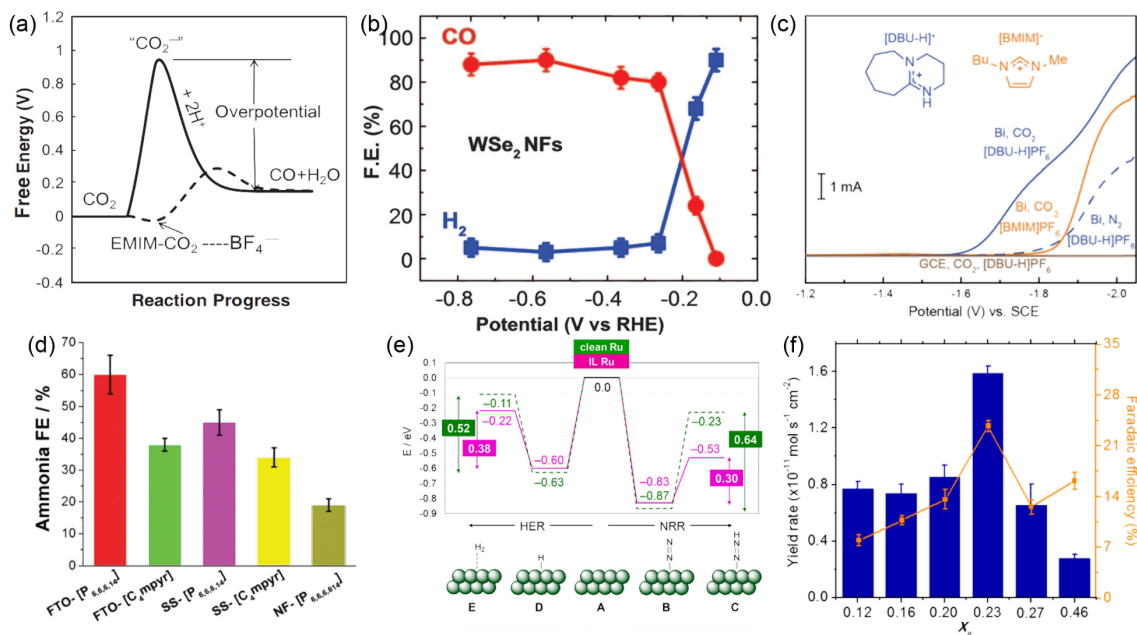 (a)
Free Energy (V)
1.2
1
0.8
0.6
0.4
0.2
0
0.2
0.4
"CO2–"
+ 2H+
Overpotential
CO2
CO+H2O
EMIM-CO2 ----BF4–
Reaction Progress
(b)
F.E. (%)
100
80
60
40
20
0
CO
WSe2 NFs
H2
-0.8 -0.6 -0.4 -0.2 0.0
Potential (V vs RHE)
(c)
[DBU-H]+
[BMIM]+
N
N
H
+
Bu
N
N
Me
+
1 mA
Bi, CO2
[DBU-H]PF6
Bi, CO2
[BMIM]PF6
Bi, N2
[DBU-H]PF6
GCE, CO2, [DBU-H]PF6
-1.2 -1.4 -1.6 -1.8 -2.0
Potential (V) vs. SCE
(d)
Ammonia FE / %
70
60
50
40
30
20
10
0
FTO- [P6,6,6,14]
FTO- [C4mpyr]
SS- [P6,6,6,14]
SS- [C4mpyr]
NF- [P6,6,6,614]
(e)
clean Ru
IL Ru
E / eV
0.1
0.0
-0.1
-0.2
-0.3
-0.4
-0.5
-0.6
-0.7
-0.8
-0.9
0.0
–0.11
–0.22
0.52
0.38
–0.60
–0.63
–0.23
–0.53
0.64
0.30
–0.83
–0.87
HER NRR
H2
H
N
N
H
N
N
E D A B C
(f)
Yield rate (x10-11 mol s-1 cm-2)
1.6
1.2
0.8
0.4
0.0
35
28
21
14
7
0
Faradaic efficiency (%)
0.12 0.16 0.20 0.23 0.27 0.46